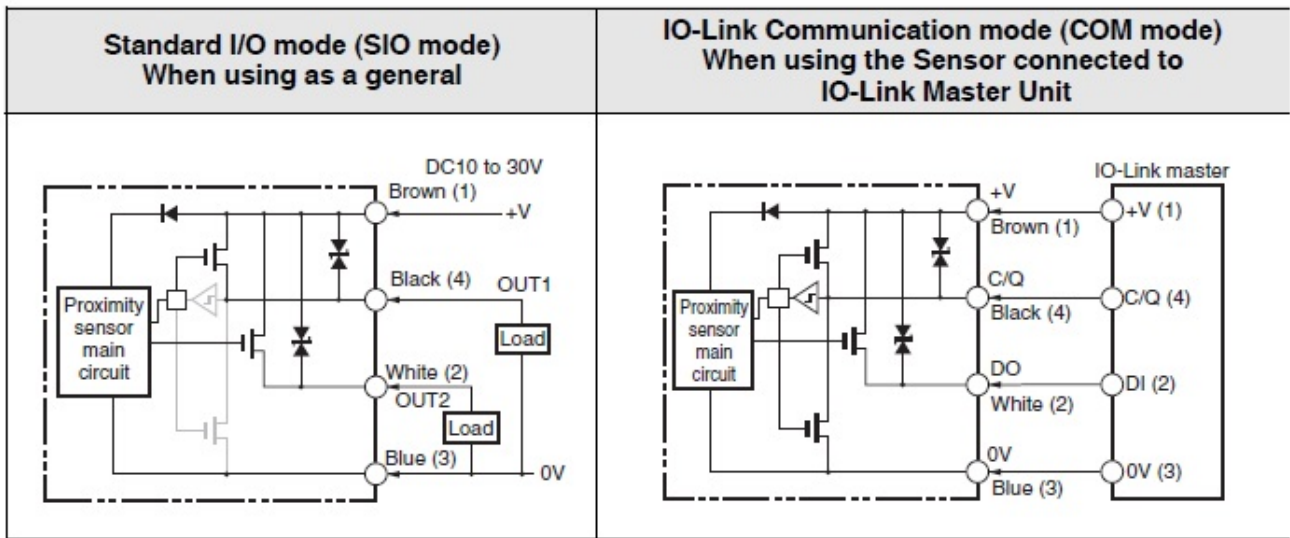 Standard I/O mode (SIO mode)
When using as a general
IO-Link Communication mode (COM mode)
When using the Sensor connected to
IO-Link Master Unit
DC10 to 30V
Brown (1)
+V
Black (4)
OUT1
Proximity
sensor
main
circuit
Load
White (2)
OUT2
Load
Blue (3)
0V
IO-Link master
+V
+V (1)
Brown (1)
C/Q
C/Q (4)
Black (4)
Proximity
sensor
main
circuit
DO
DI (2)
White (2)
0V
0V (3)
Blue (3)